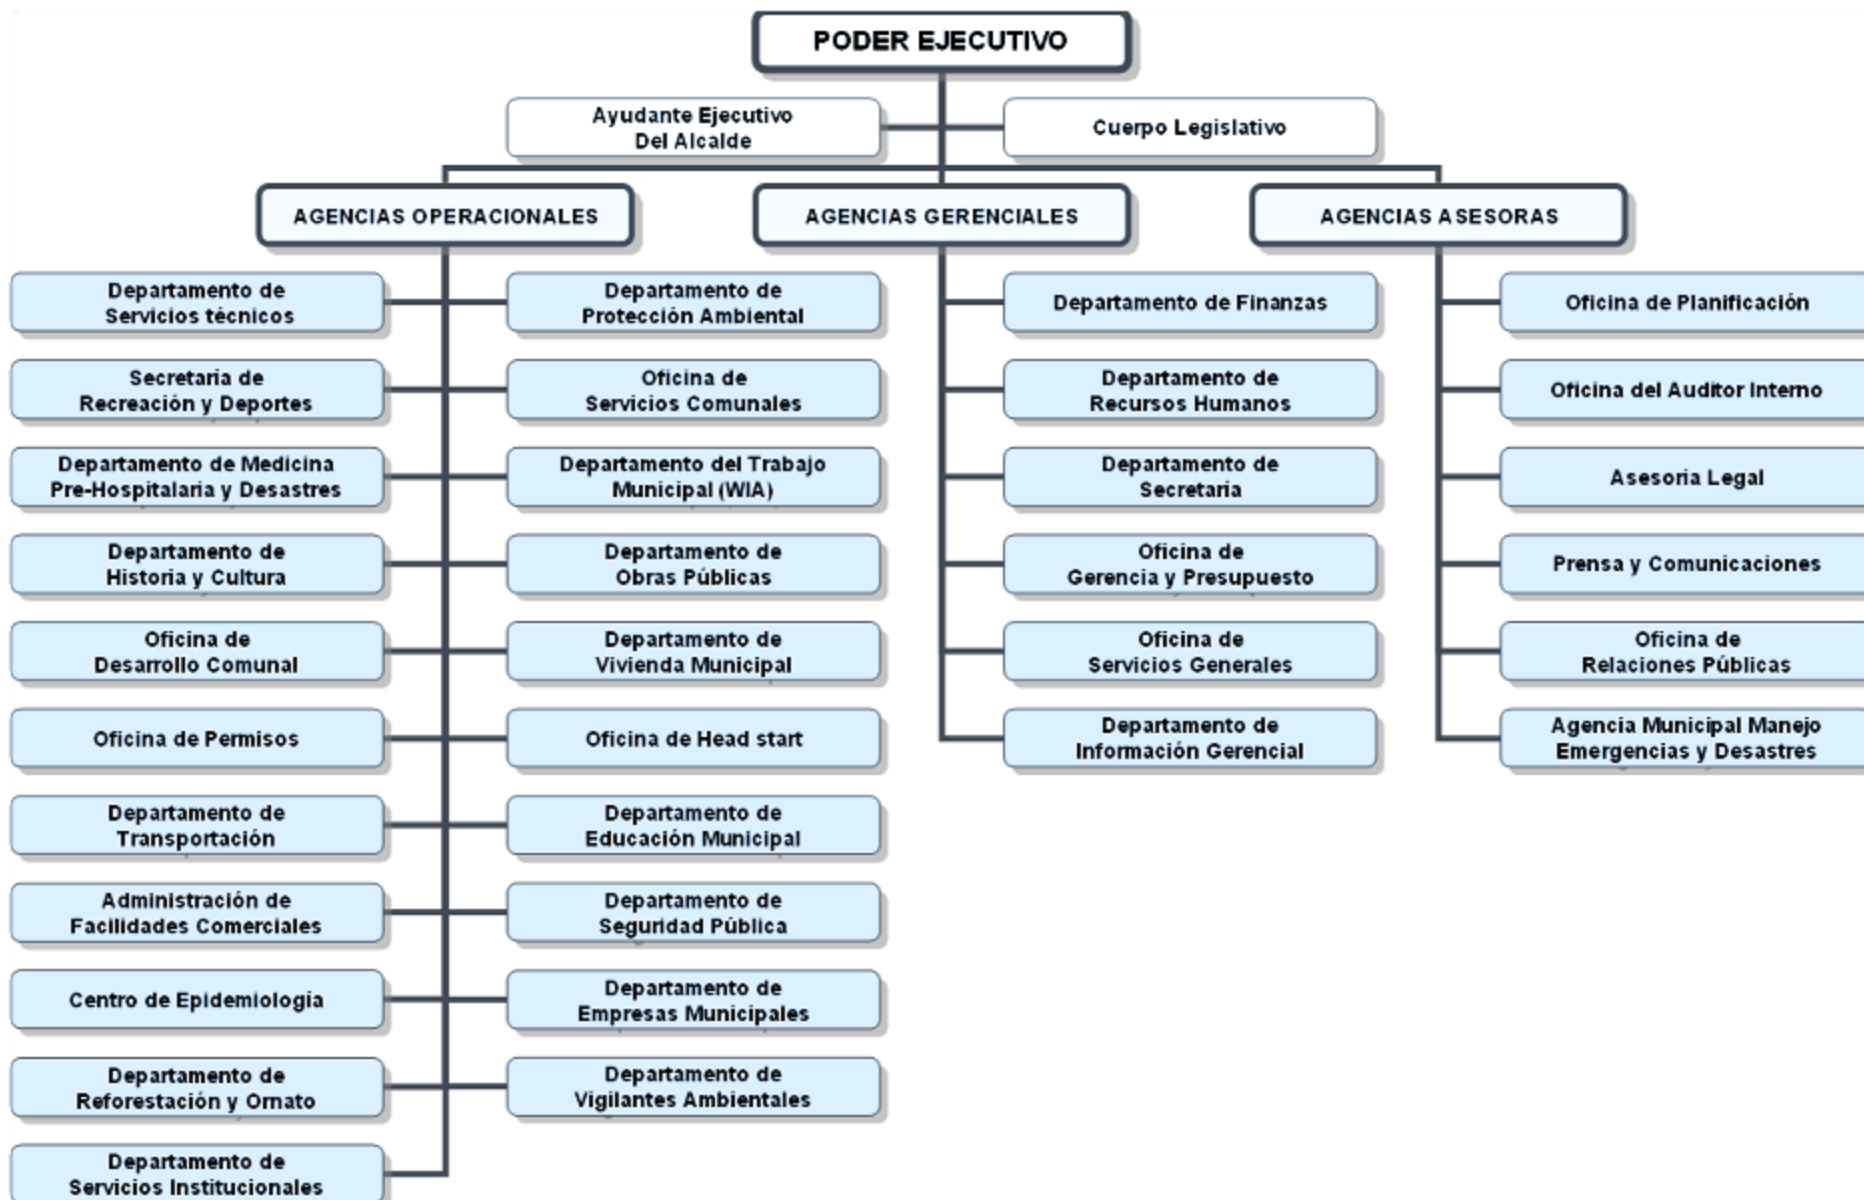 PODER EJECUTIVO
Ayudante Ejecutivo
Del Alcalde
Cuerpo Legislativo
AGENCIAS OPERACIONALES
AGENCIAS GERENCIALES
AGENCIAS ASESORAS
Departamento de
Servicios técnicos
Departamento de
Protección Ambiental
Secretaría de
Recreación y Deportes
Oficina de
Servicios Comunales
Departamento de Medicina
Pre-Hospitalaria y Desastres
Departamento del Trabajo
Municipal (WIA)
Departamento de
Historia y Cultura
Departamento de
Obras Públicas
Oficina de
Desarrollo Comunal
Departamento de
Vivienda Municipal
Oficina de Permisos
Oficina de Head start
Departamento de
Transportación
Departamento de
Educación Municipal
Administración de
Facilidades Comerciales
Departamento de
Seguridad Pública
Centro de Epidemiología
Departamento de
Empresas Municipales
Departamento de
Reforestación y Ornato
Departamento de
Vigilantes Ambientales
Departamento de
Servicios Institucionales
Departamento de Finanzas
Departamento de
Recursos Humanos
Departamento de
Secretaría
Oficina de
Gerencia y Presupuesto
Oficina de
Servicios Generales
Departamento de
Información Gerencial
Oficina de Planificación
Oficina del Auditor Interno
Asesoría Legal
Prensa y Comunicaciones
Oficina de
Relaciones Públicas
Agencia Municipal Manejo
Emergencias y Desastres